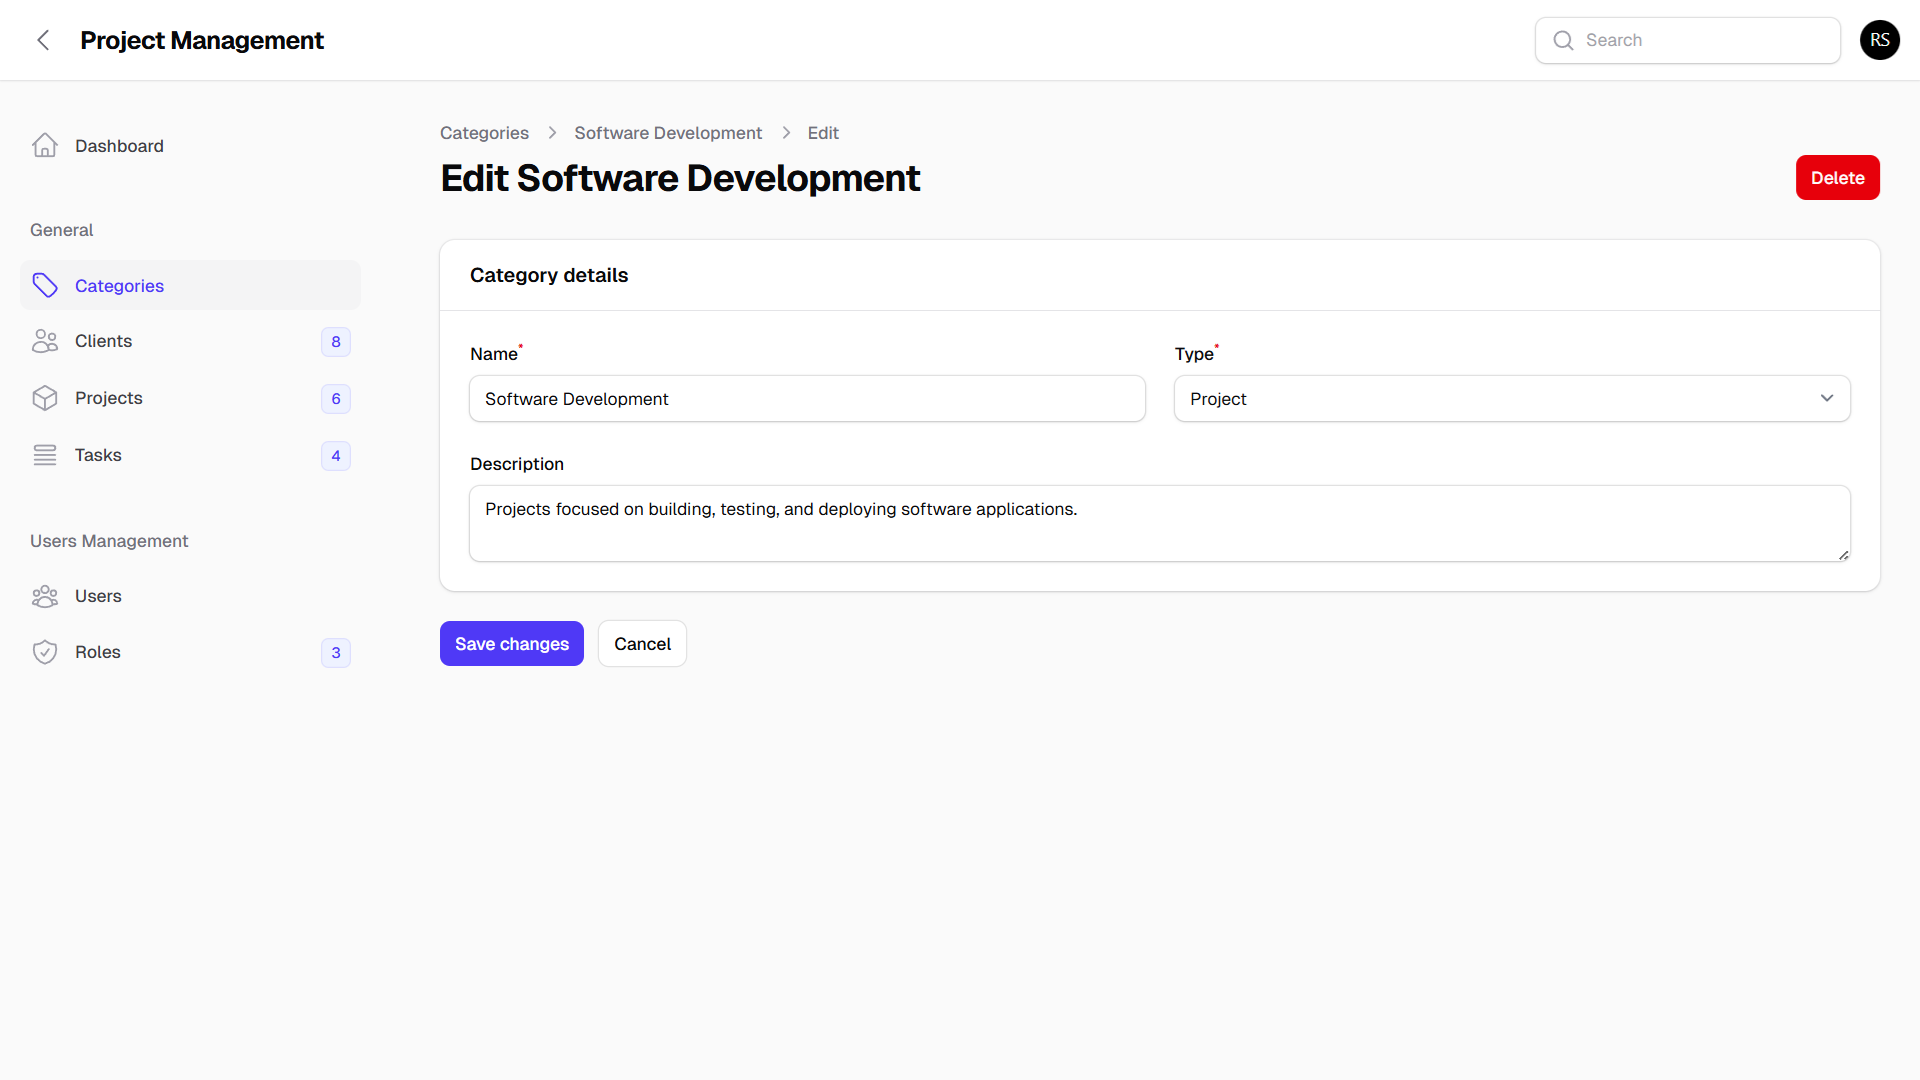 Project Management
Search
RS
Dashboard
General
Categories
Clients 8
Projects 6
Tasks 4
Users Management
Users
Roles 3
Categories > Software Development > Edit
Edit Software Development
Delete
Category details
Name*
Software Development
Type*
Project
Description
Projects focused on building, testing, and deploying software applications.
Save changes
Cancel